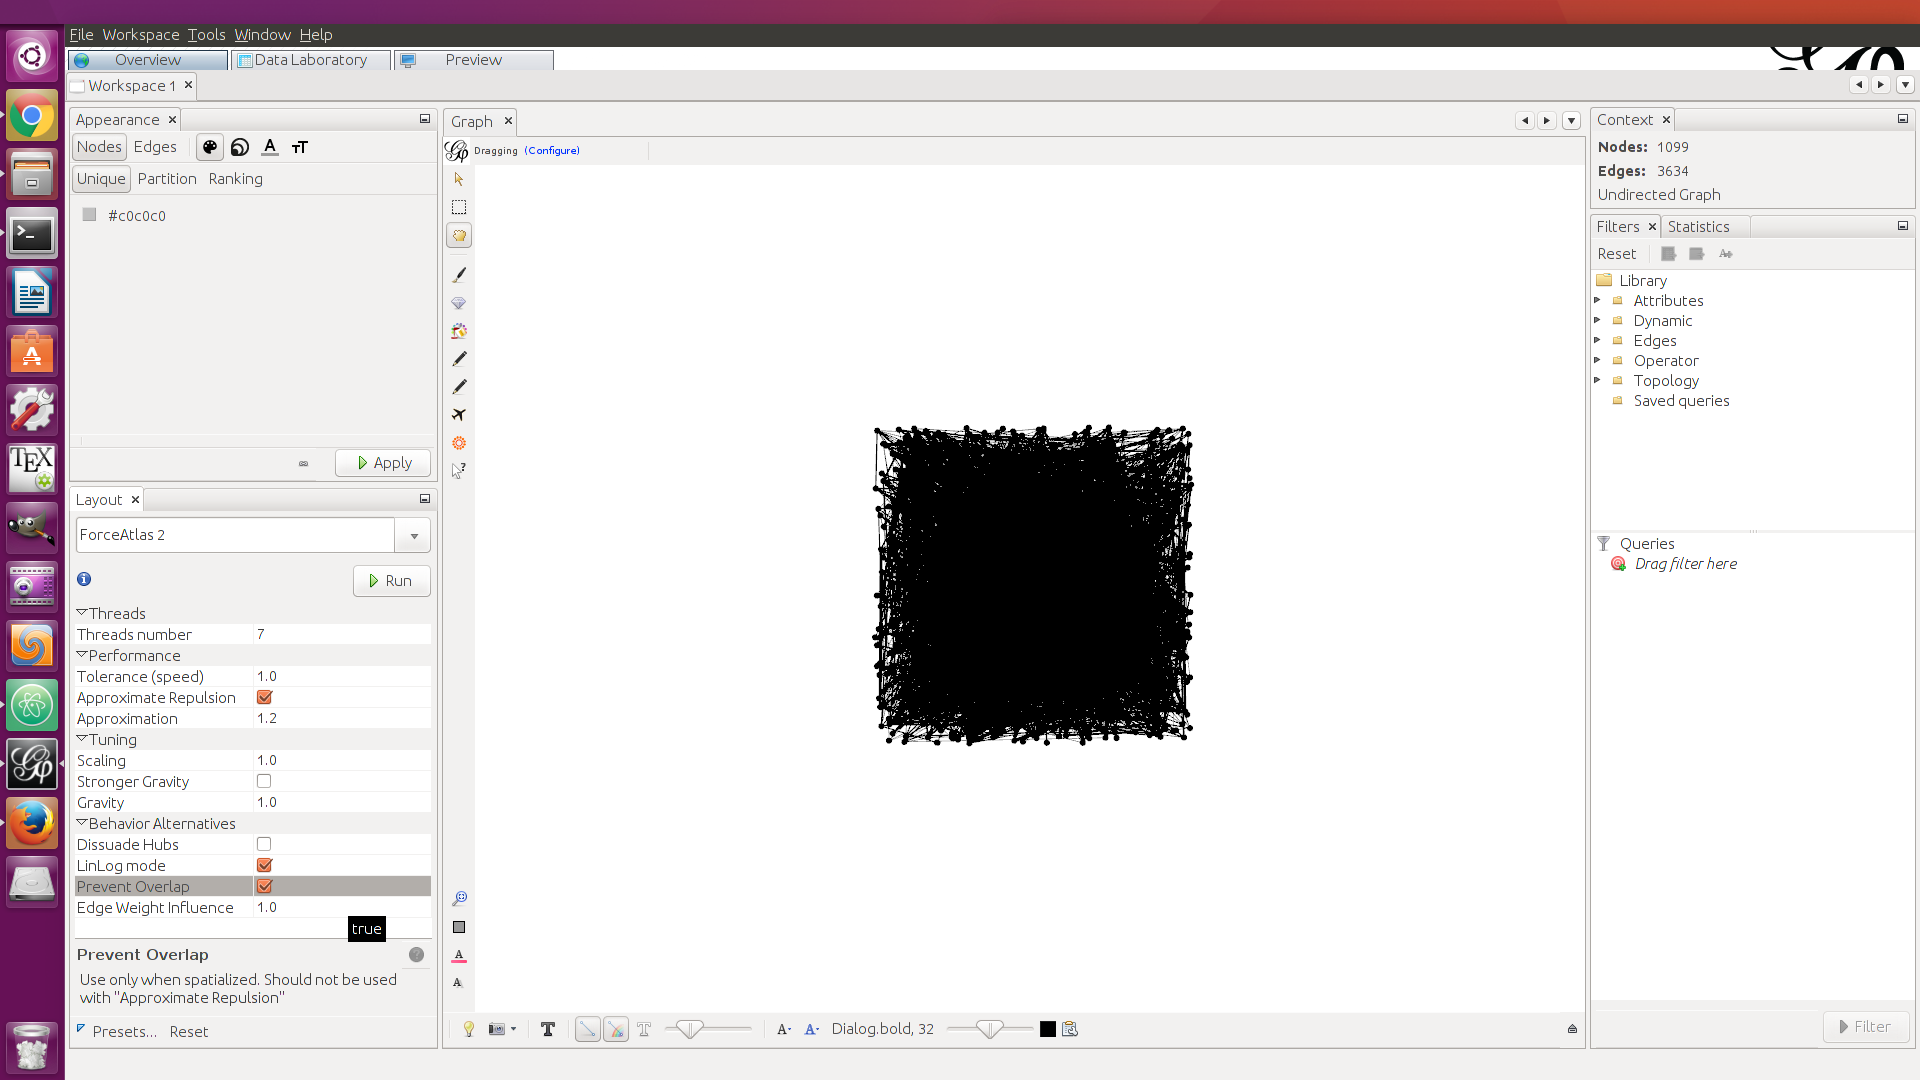 File Workspace Tools Window Help
Overview Data Laboratory Preview
Workspace 1
Appearance
Nodes Edges
Unique Partition Ranking
#c0c0c0
Apply
Layout
ForceAtlas 2
Run
Threads
Threads number 7
Performance
Tolerance (speed) 1.0
Approximate Repulsion
Approximation 1.2
Tuning
Scaling 1.0
Stronger Gravity
Gravity 1.0
Behavior Alternatives
Dissuade Hubs
LinLog mode
Prevent Overlap
Edge Weight Influence 1.0
true
Prevent Overlap
Use only when spatialized. Should not be used
with "Approximate Repulsion"
Presets... Reset
Graph
Dragging (Configure)
Dialog.bold, 32
Context
Nodes: 1099
Edges: 3634
Undirected Graph
Filters Statistics
Reset
Library
Attributes
Dynamic
Edges
Operator
Topology
Saved queries
Queries
Drag filter here
Filter